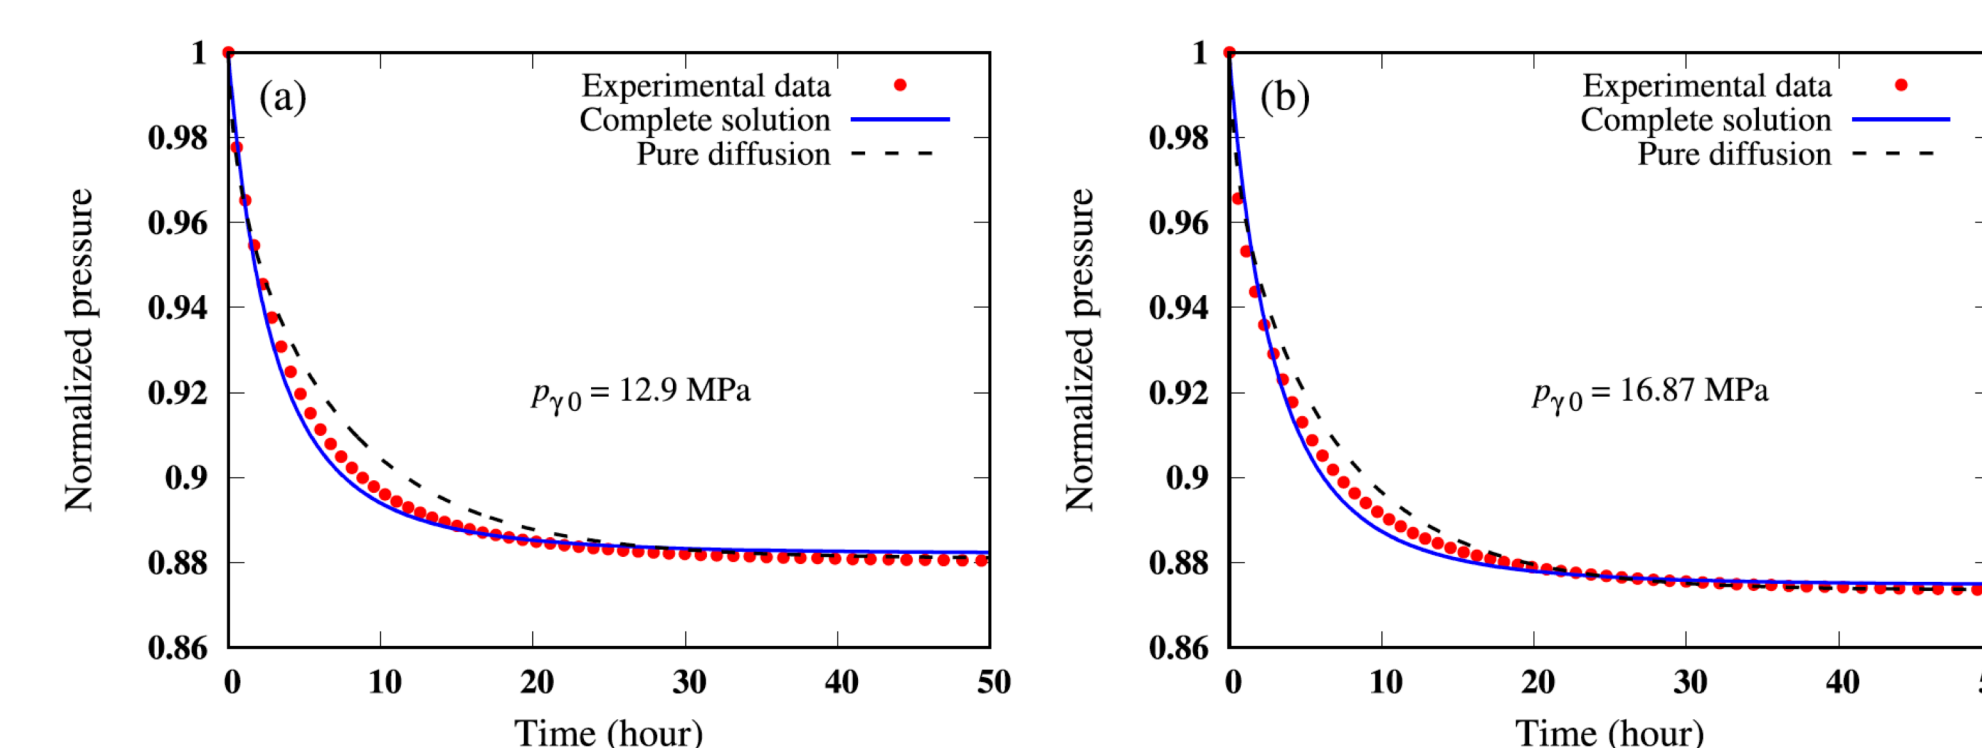 (a)
Experimental data
Complete solution
Pure diffusion
Normalized pressure
1
0.98
0.96
0.94
0.92
0.9
0.88
0.86
pγ0 = 12.9 MPa
0 10 20 30 40 50
Time (hour)
(b)
Experimental data
Complete solution
Pure diffusion
Normalized pressure
1
0.98
0.96
0.94
0.92
0.9
0.88
0.86
pγ0 = 16.87 MPa
0 10 20 30 40
Time (hour)